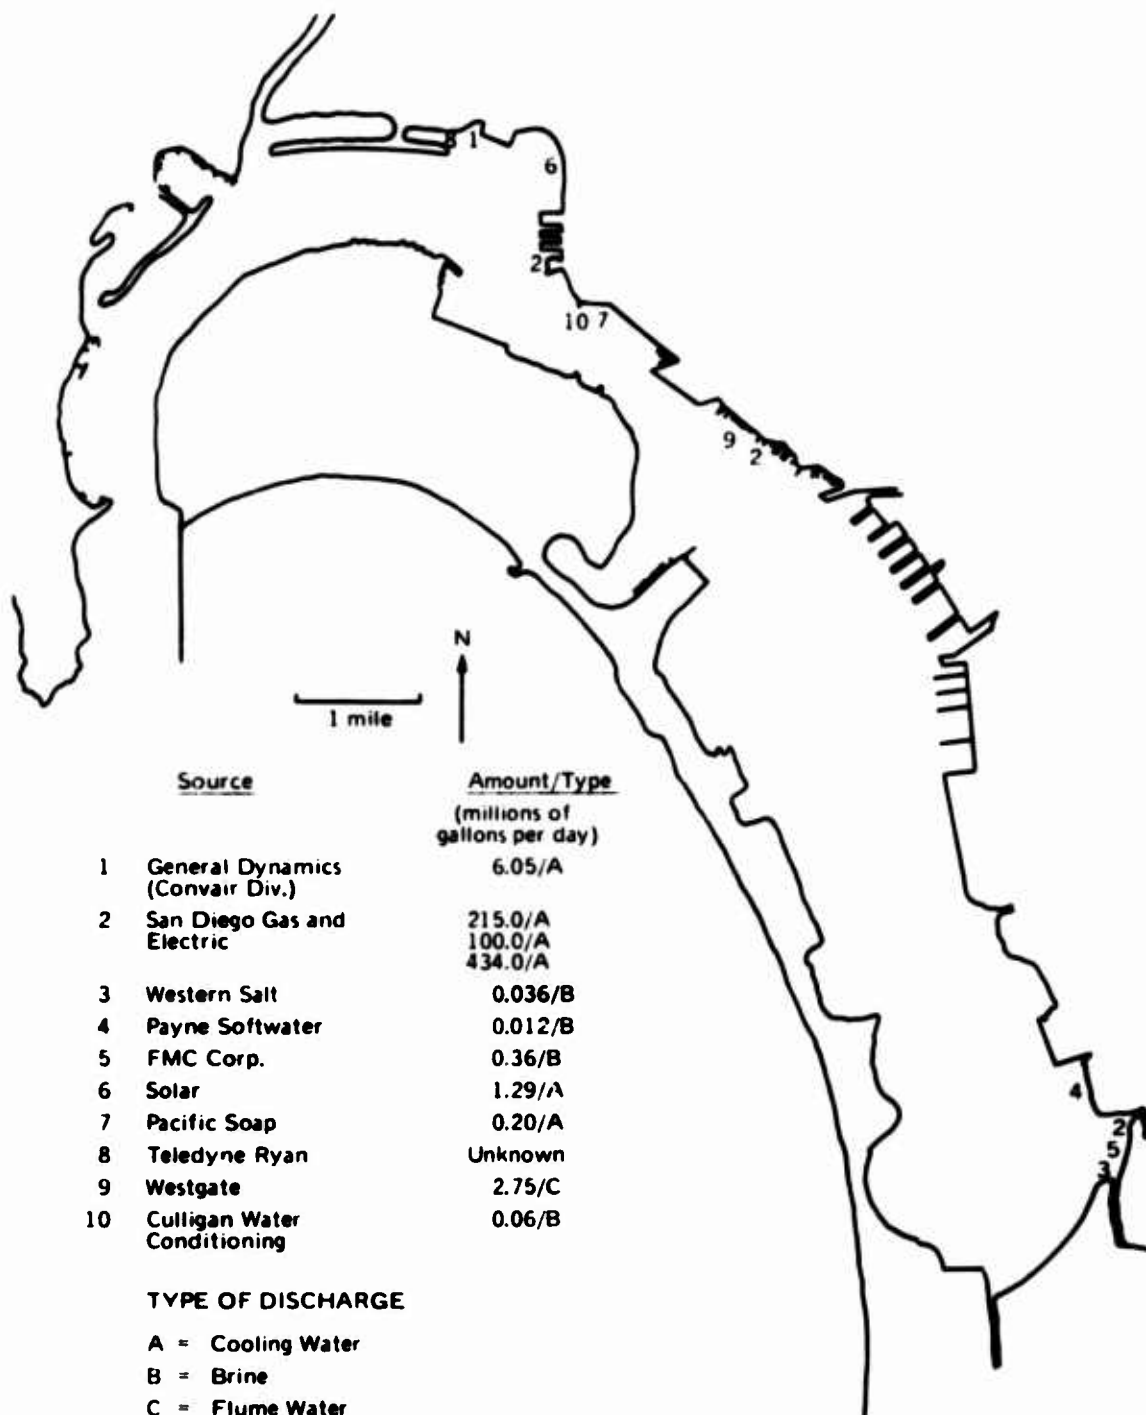 8 1
6
2
10 7
9
2
N
1 mile
Source Amount/Type
(millions of
gallons per day)
1 General Dynamics 6.05/A
(Convair Div.)
2 San Diego Gas and 215.0/A
Electric 100.0/A
434.0/A
3 Western Salt 0.036/B
4 Payne Softwater 0.012/B
5 FMC Corp. 0.36/B
6 Solar 1.29/A
7 Pacific Soap 0.20/A
8 Teledyne Ryan Unknown
9 Westgate 2.75/C
10 Culligan Water 0.06/B
Conditioning
4
2
5
3
TYPE OF DISCHARGE
A = Cooling Water
B = Brine
C = Flume Water